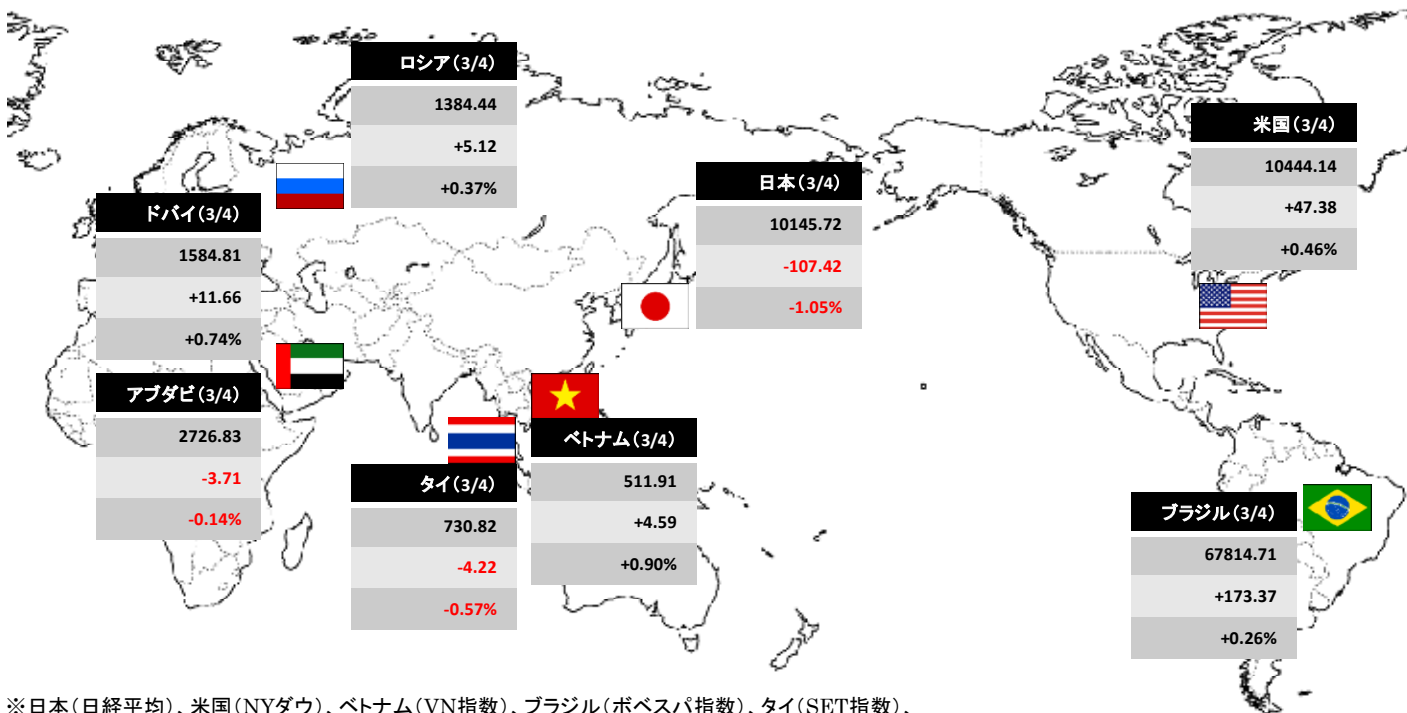 ロシア(3/4)
1384.44
+5.12
+0.37%
米国(3/4)
10444.14
+47.38
+0.46%
日本(3/4)
10145.72
-107.42
-1.05%
ドバイ(3/4)
1584.81
+11.66
+0.74%
アブダビ(3/4)
2726.83
-3.71
-0.14%
タイ(3/4)
730.82
-4.22
-0.57%
ベトナム(3/4)
511.91
+4.59
+0.90%
ブラジル(3/4)
67814.71
+173.37
+0.26%
※日本(日経平均)、米国(NYダウ)、ベトナム(VN指数)、ブラジル(ボベスパ指数)、タイ(SET指数)、